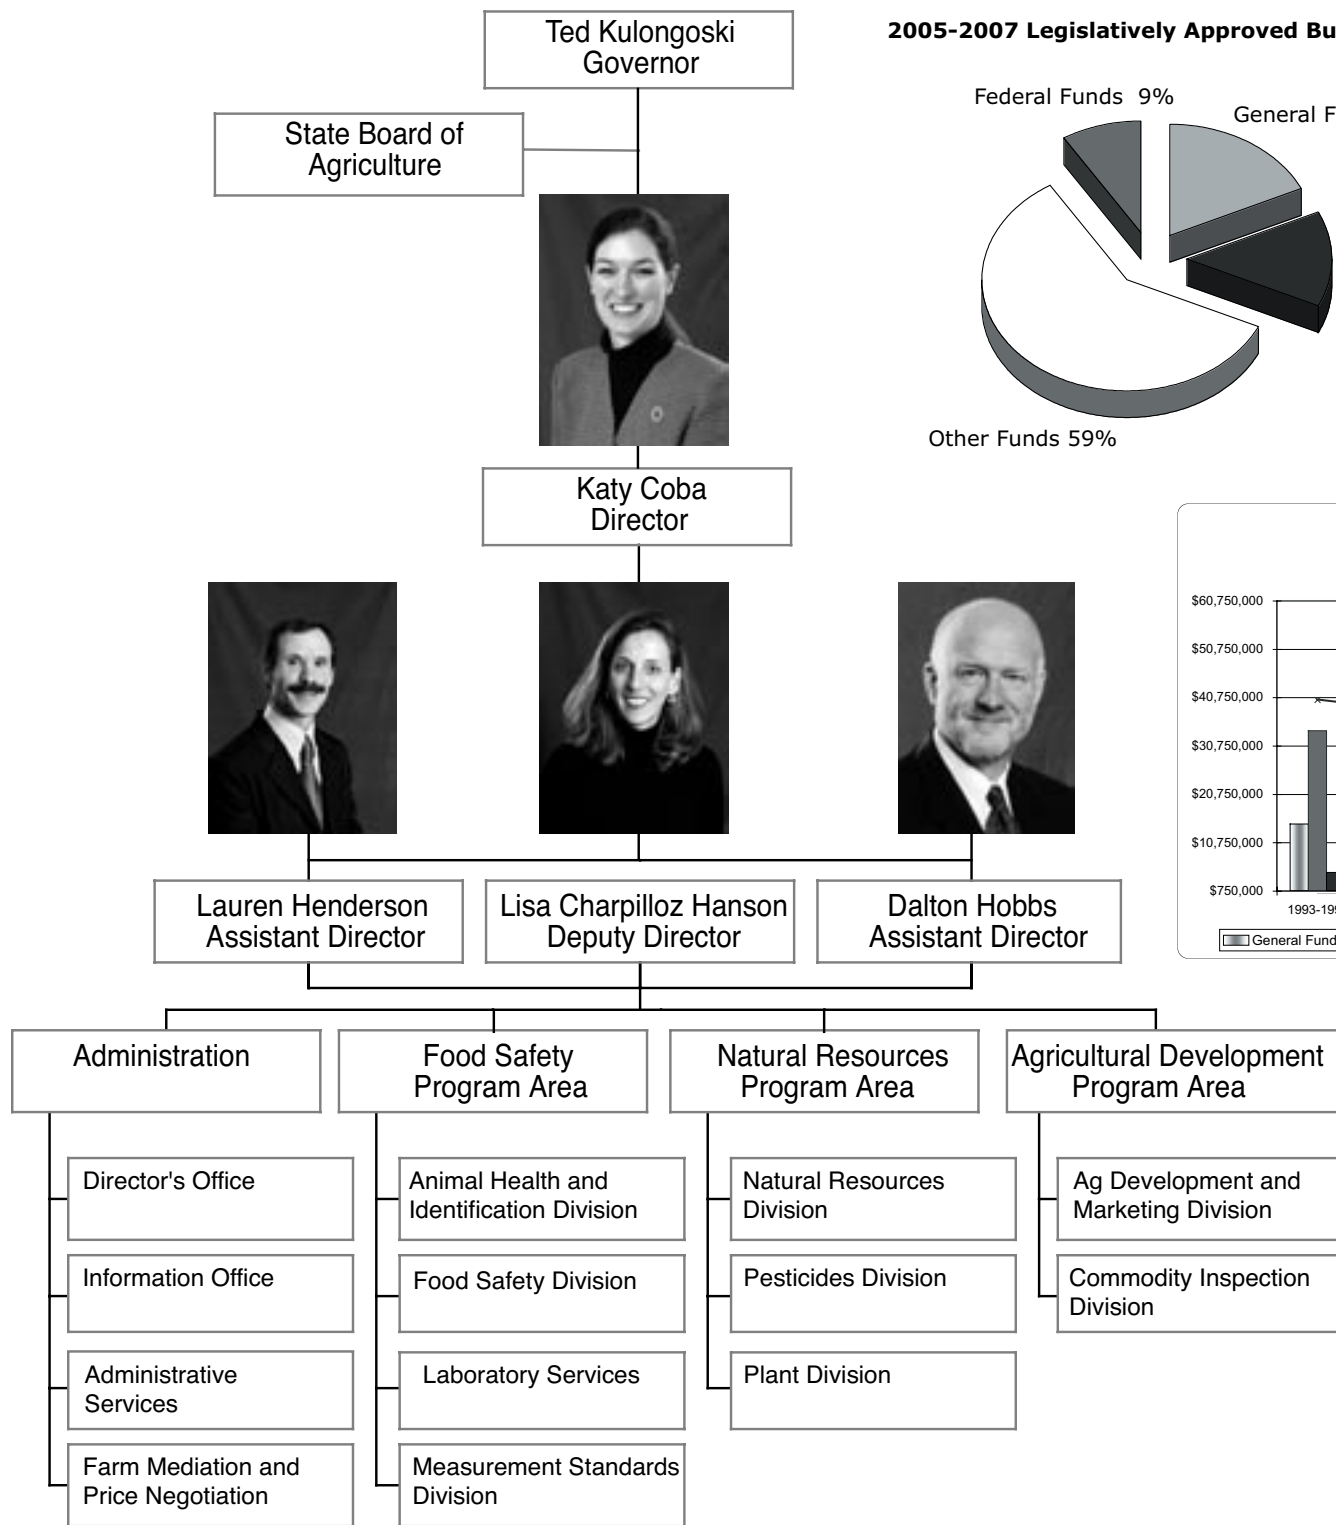 Ted Kulongoski
Governor
State Board of
Agriculture
Katy Coba
Director
Lauren Henderson
Assistant Director
Lisa Charpilloz Hanson
Deputy Director
Dalton Hobbs
Assistant Director
Administration
Director's Office
Information Office
Administrative
Services
Farm Mediation and
Price Negotiation
Food Safety
Program Area
Animal Health and
Identification Division
Food Safety Division
Laboratory Services
Measurement Standards
Division
Natural Resources
Program Area
Natural Resources
Division
Pesticides Division
Plant Division
Agricultural Development
Program Area
Ag Development and
Marketing Division
Commodity Inspection
Division
2005-2007 Legislatively Approved
Federal Funds 9%
General
Other Funds 59%
$60,750,000
$50,750,000
$40,750,000
$30,750,000
$20,750,000
$10,750,000
$750,000
General Fund